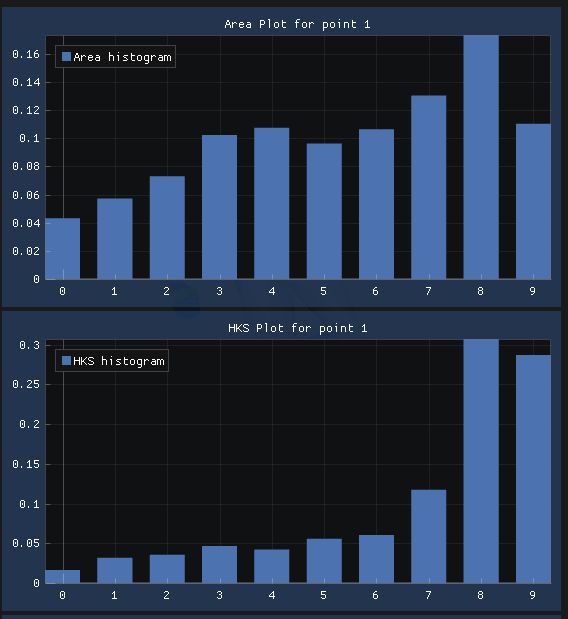 Area Plot for point 1
Area histogram
0.16
0.14
0.12
0.1
0.08
0.06
0.04
0.02
0
0 1 2 3 4 5 6 7 8 9
HKS Plot for point 1
HKS histogram
0.3
0.25
0.2
0.15
0.1
0.05
0
0 1 2 3 4 5 6 7 8 9